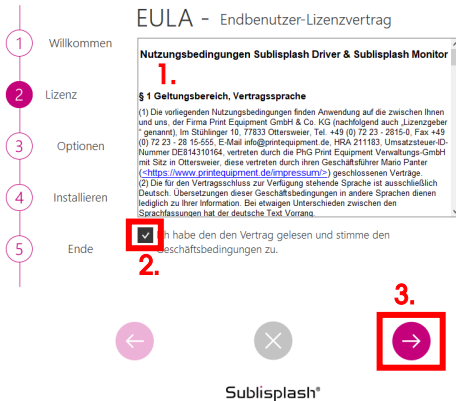 EULA - Endbenutzer-Lizenzvertrag
1 Willkommen
2 Lizenz
3 Optionen
4 Installieren
5 Ende
Nutzungsbedingungen Sublisplash Driver & Sublisplash Monitor
1.
§ 1 Geltungsbereich, Vertragssprache
(1) Die vorliegenden Nutzungsbedingungen finden Anwendung auf die zwischen Ihnen
und uns, der Firma Print Equipment GmbH & Co. KG (nachfolgend auch „Lizenzgeber
“ genannt), Im Stühlinger 10, 77833 Ottersweier, Tel. +49 (0) 72 23 - 2815-0, Fax +49
(0) 72 23 - 28 15-555, E-Mail info@printequipment.de, HRA 211183, Umsatzsteuer-ID-
Nummer DE814310164, vertreten durch die PhG Print Equipment Verwaltungs-GmbH
mit Sitz in Ottersweier, diese vertreten durch ihren Geschäftsführer Mario Panter
(<https://www.printequipment.de/impressum/>) geschlossenen Verträge.
(2) Die für den Vertragsschluss zur Verfügung stehende Sprache ist ausschließlich
Deutsch. Übersetzungen dieser Geschäftsbedingungen in andere Sprachen dienen
lediglich zu Ihrer Information. Bei etwaigen Unterschieden zwischen den
Sprachfassungen hat der deutsche Text Vorrang.
Ich habe den den Vertrag gelesen und stimme den
Geschäftsbedingungen zu.
2.
3.
Sublisplash®